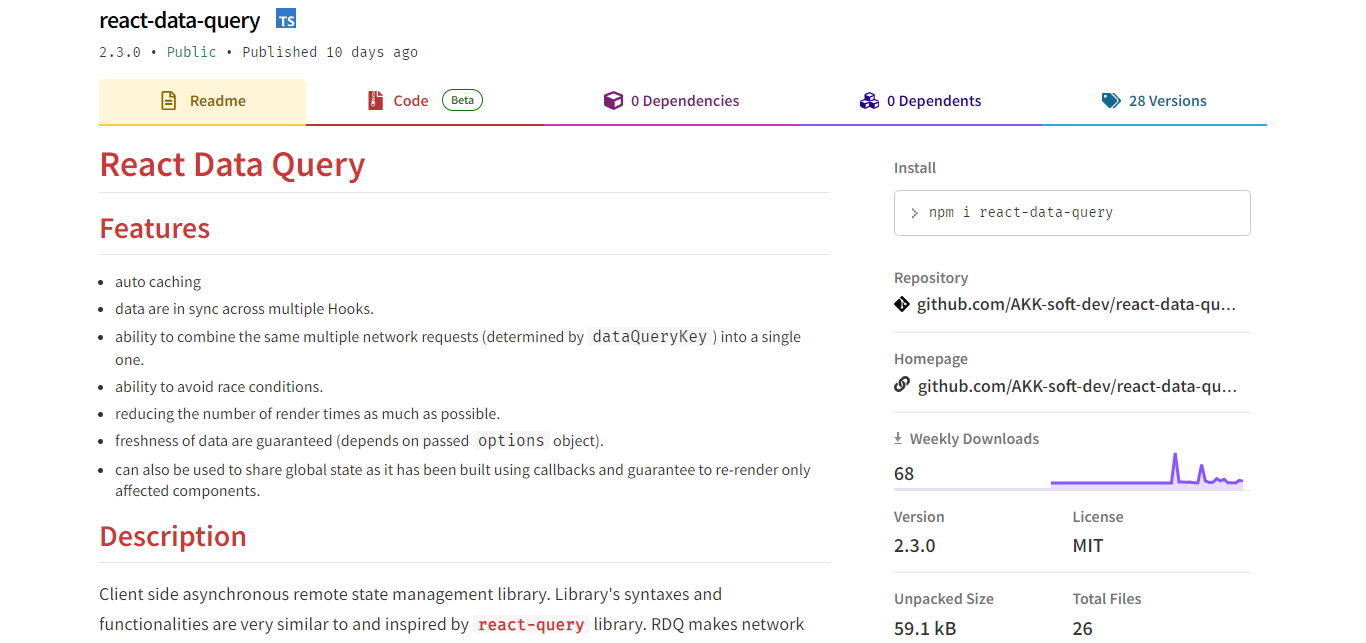 react-data-query TS
2.3.0 • Public • Published 10 days ago
Readme
Code Beta
0 Dependencies
0 Dependents
28 Versions
React Data Query
Features
• auto caching
• data are in sync across multiple Hooks.
• ability to combine the same multiple network requests (determined by dataQueryKey ) into a single
one.
• ability to avoid race conditions.
• reducing the number of render times as much as possible.
• freshness of data are guaranteed (depends on passed options object).
• can also be used to share global state as it has been built using callbacks and guarantee to re-render only
affected components.
Description
Client side asynchronous remote state management library. Library's syntaxes and
functionalities are very similar to and inspired by react-query library. RDQ makes network
Install
> npm i react-data-query
Repository
github.com/AKK-soft-dev/react-data-qu...
Homepage
github.com/AKK-soft-dev/react-data-qu...
Weekly Downloads
68
Version
2.3.0
License
MIT
Unpacked Size
59.1 kB
Total Files
26